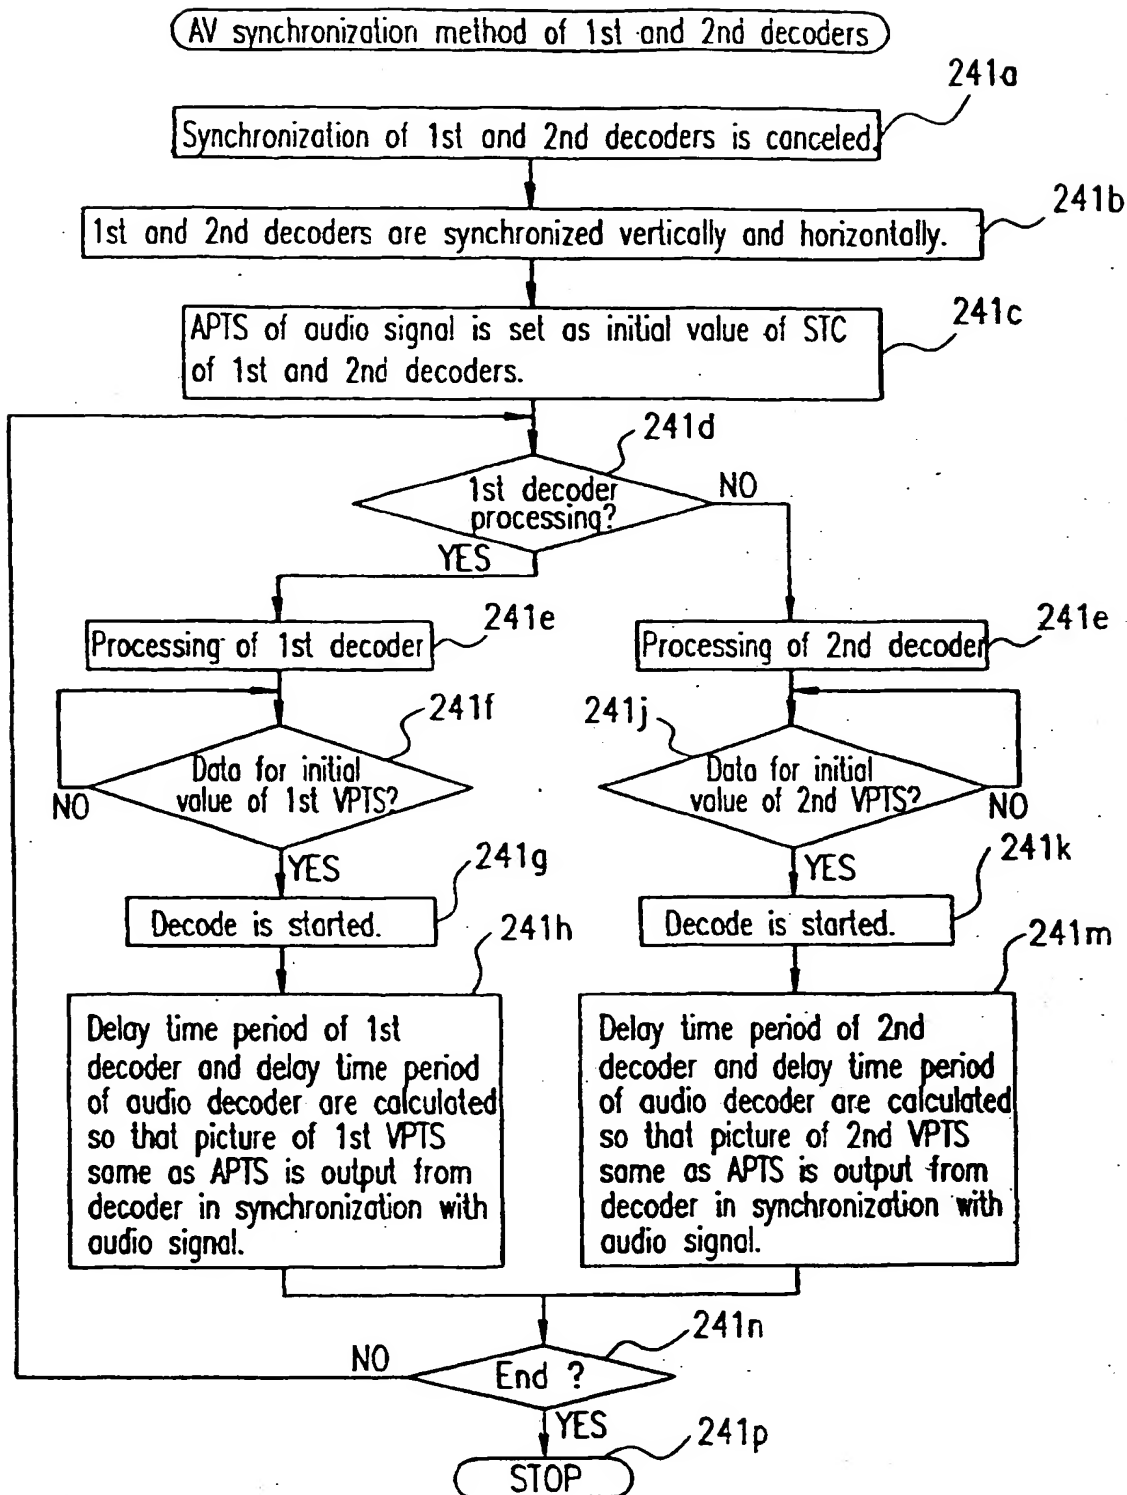 AV synchronization method of 1st and 2nd decoders
241a
Synchronization of 1st and 2nd decoders is canceled.
241b
1st and 2nd decoders are synchronized vertically and horizontally.
241c
APTS of audio signal is set as initial value of STC
of 1st and 2nd decoders.
241d
1st decoder
processing?
NO
YES
241e
Processing of 1st decoder
241e
Processing of 2nd decoder
241f
Data for initial
value of 1st VPTS?
NO
241j
Data for initial
value of 2nd VPTS?
NO
YES
241g
Decode is started.
YES
241k
Decode is started.
241h
Delay time period of 1st
decoder and delay time period
of audio decoder are calculated
so that picture of 1st VPTS
same as APTS is output from
decoder in synchronization with
audio signal.
241m
Delay time period of 2nd
decoder and delay time period
of audio decoder are calculated
so that picture of 2nd VPTS
same as APTS is output from
decoder in synchronization with
audio signal.
241n
NO
End ?
YES
241p
STOP